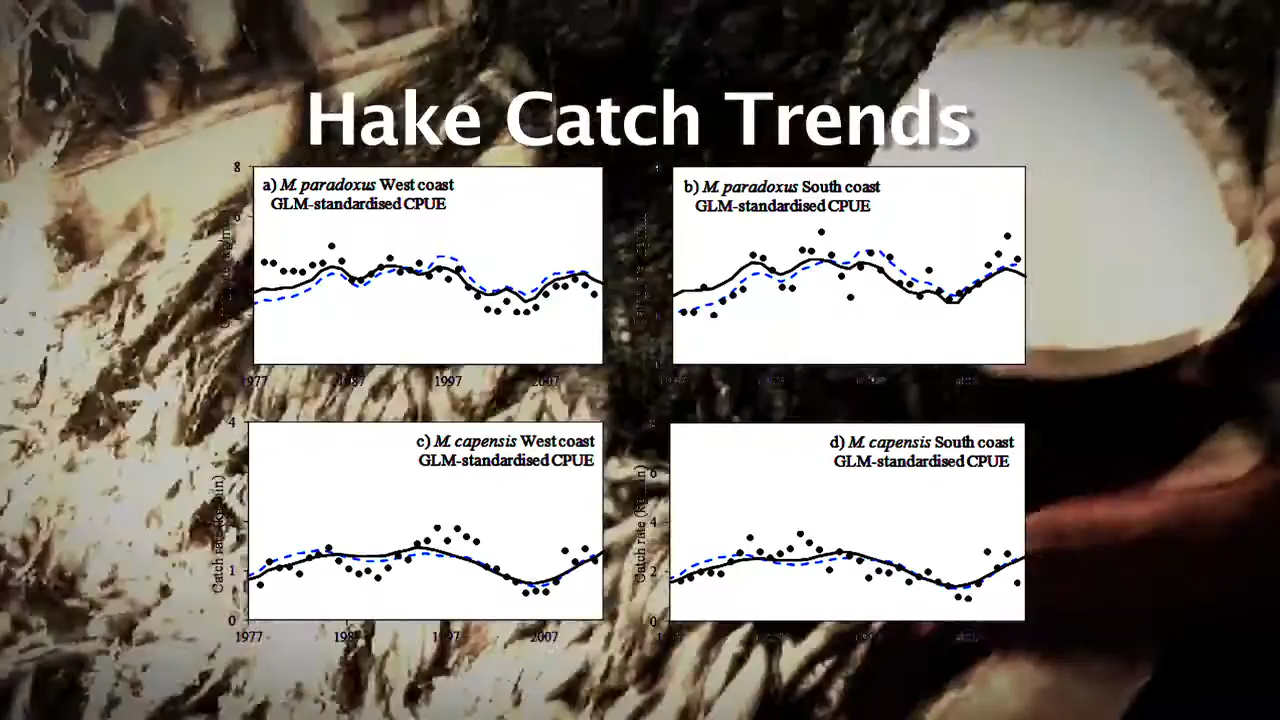 Hake Catch Trends
8
a) M. paradoxus West coast
GLM-standardised CPUE
1977 1987 1997 2007
b) M. paradoxus South coast
GLM-standardised CPUE
4
c) M. capensis West coast
GLM-standardised CPUE
Catch rate
1
0
1977 1997 2007
d) M. capensis South coast
GLM-standardised CPUE
6
4
2
0
Catch rate